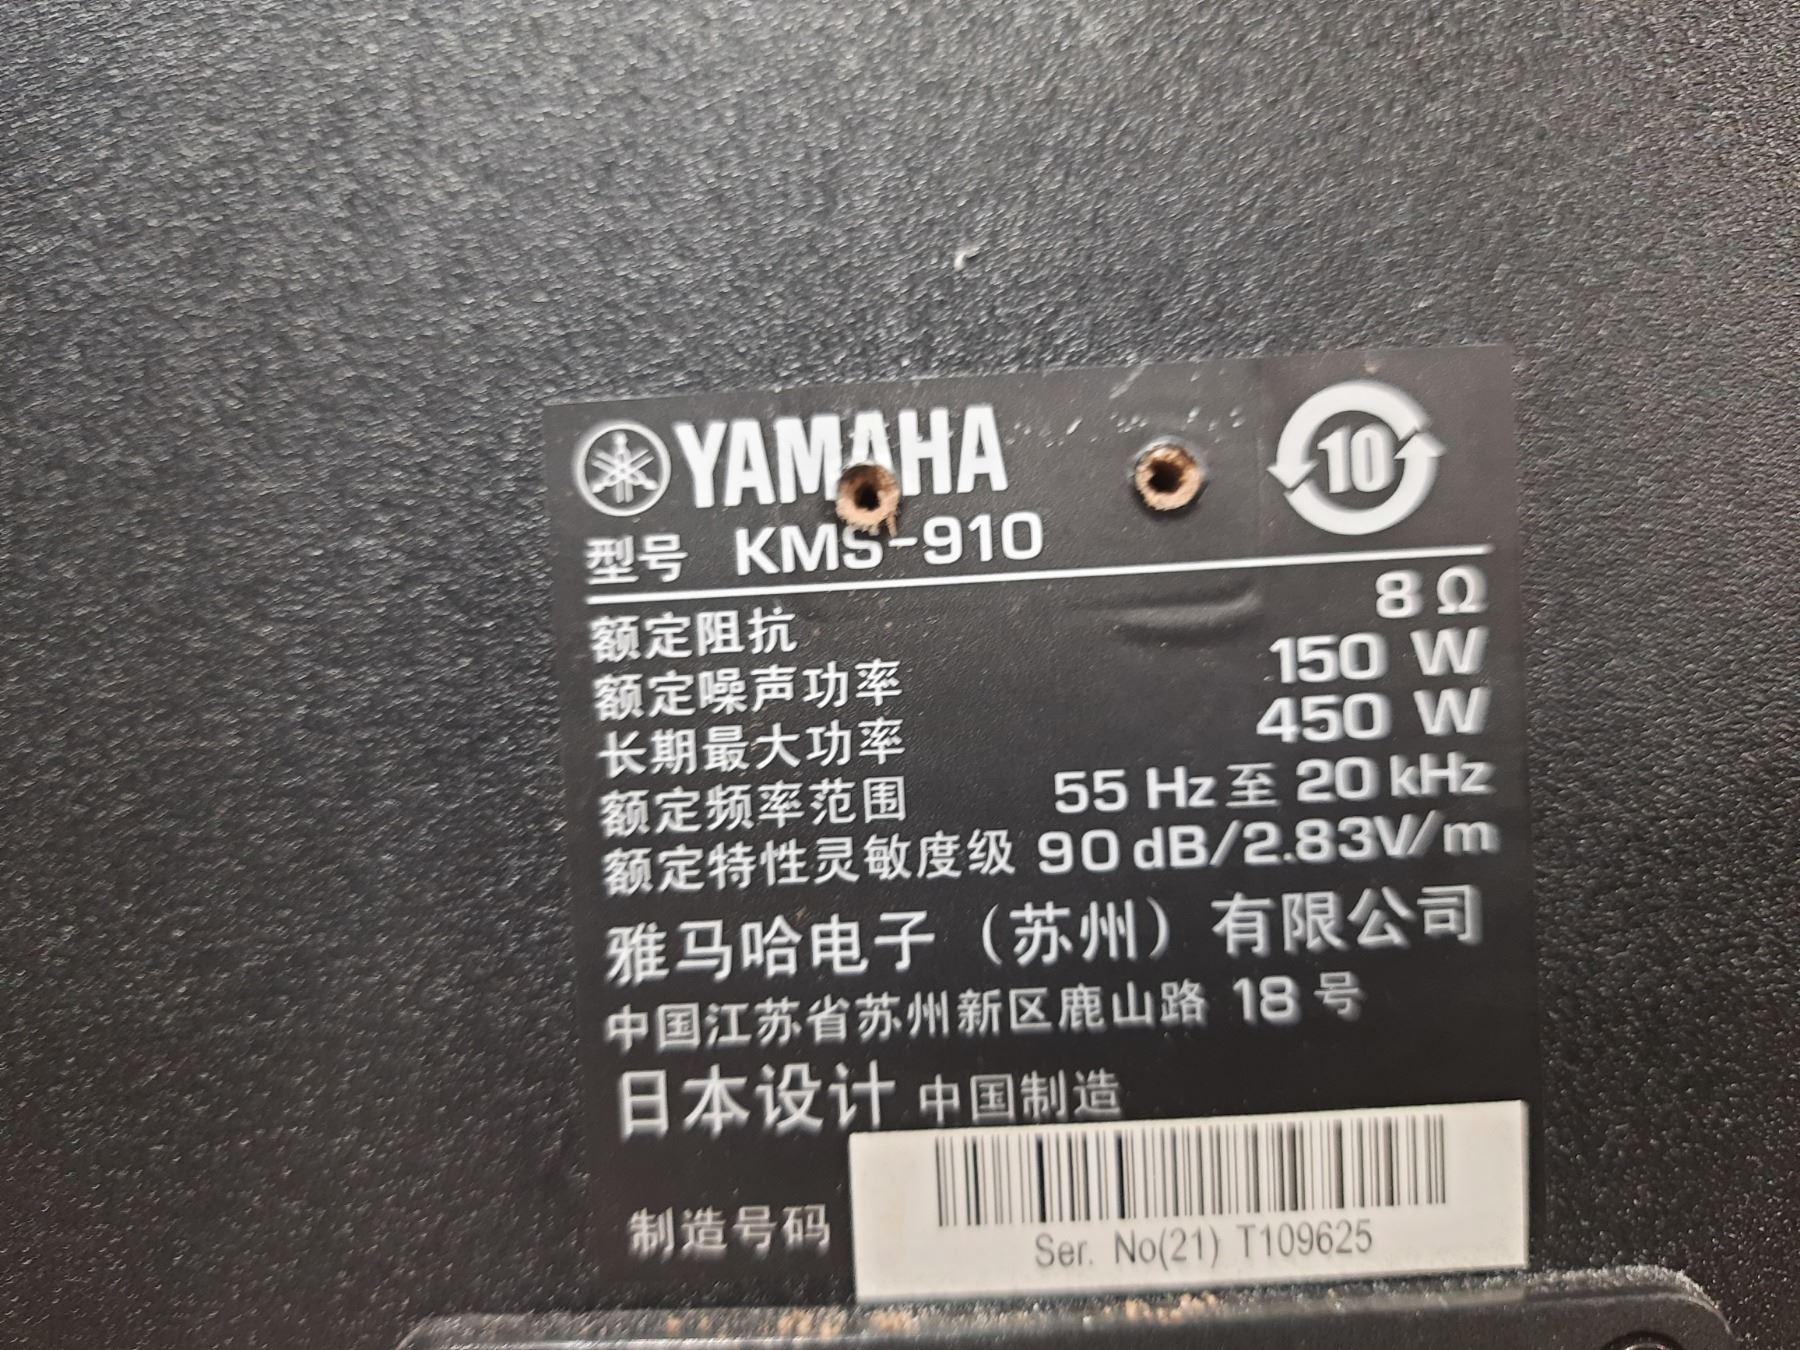 YAMAHA
10
型号 KMS-910
额定阻抗 8 Ω
额定噪声功率 150 W
长期最大功率 450 W
额定频率范围 55 Hz 至 20 kHz
额定特性灵敏度级 90 dB/2.83V/m
雅马哈电子（苏州）有限公司
中国江苏省苏州新区鹿山路 18 号
日本设计 中国制造
制造号码
Ser. No(21) T109625